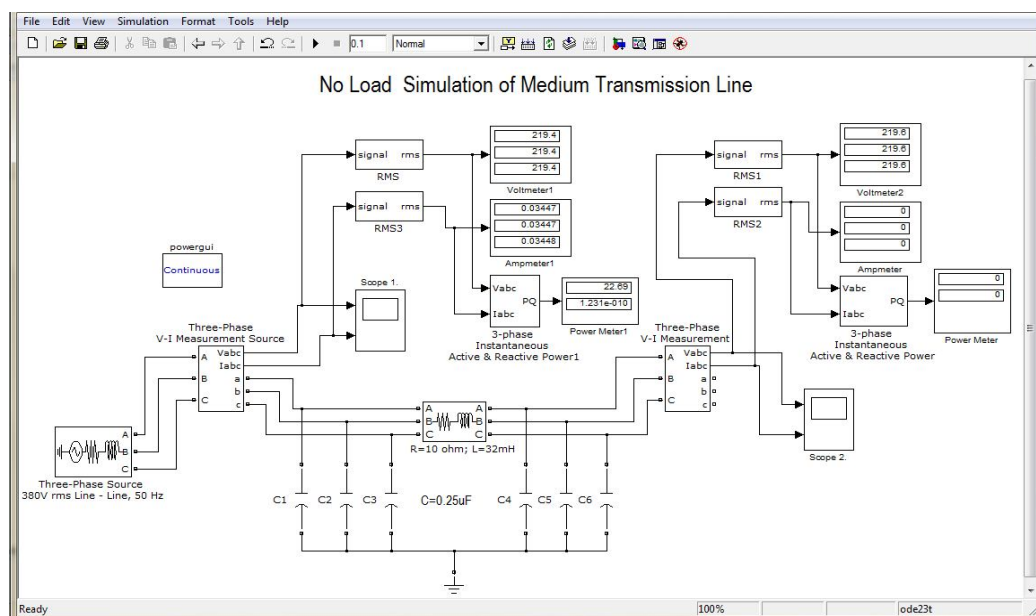 File Edit View Simulation Format Tools Help
0.1 Normal
No Load Simulation of Medium Transmission Line
signal rms
RMS
219.4
219.4
219.4
Voltmeter1
signal rms
RMS3
0.03447
0.03447
0.03448
Ampmeter1
signal rms
RMS1
219.6
219.6
219.6
Voltmeter2
signal rms
RMS2
0
0
0
Ampmeter
powergui
Continuous
Scope 1.
Vabc
Iabc
PQ
3-phase
Instantaneous
Active & Reactive Power1
22.69
1.231e-010
Power Meter1
Vabc
Iabc
PQ
3-phase
Instantaneous
Active & Reactive Power
0
0
Power Meter
Three-Phase
V-I Measurement Source
A Vabc
Iabc
B a
b
C c
Three-Phase
V-I Measurement
A Vabc
Iabc
B a
b
C c
A A
B B
C C
R=10 ohm; L=32mH
Scope 2.
A
B
C
Three-Phase Source
380V rms Line - Line, 50 Hz
C1 C2 C3 C=0.25uF C4 C5 C6
Ready 100% ode23t